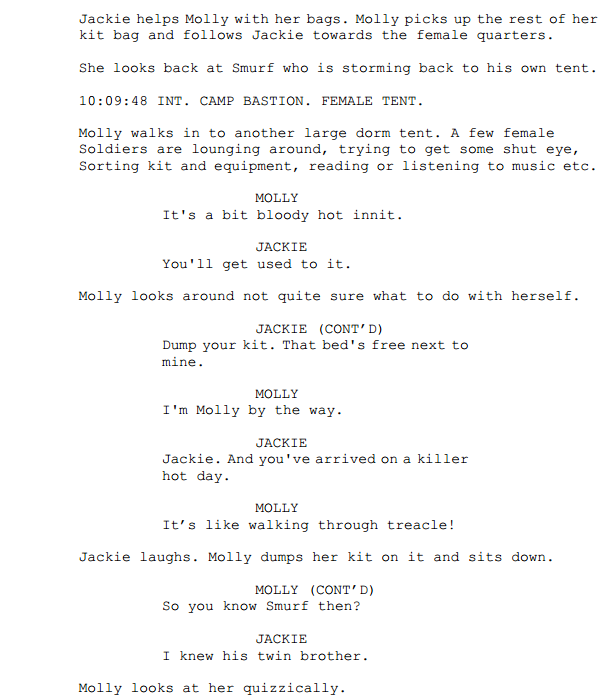 Jackie helps Molly with her bags. Molly picks up the rest of her
kit bag and follows Jackie towards the female quarters.
She looks back at Smurf who is storming back to his own tent.
10:09:48 INT. CAMP BASTION. FEMALE TENT.
Molly walks in to another large dorm tent. A few female
Soldiers are lounging around, trying to get some shut eye,
Sorting kit and equipment, reading or listening to music etc.
MOLLY
It's a bit bloody hot innit.
JACKIE
You'll get used to it.
Molly looks around not quite sure what to do with herself.
JACKIE (CONT’D)
Dump your kit. That bed's free next to
mine.
MOLLY
I'm Molly by the way.
JACKIE
Jackie. And you've arrived on a killer
hot day.
MOLLY
It’s like walking through treacle!
Jackie laughs. Molly dumps her kit on it and sits down.
MOLLY (CONT’D)
So you know Smurf then?
JACKIE
I knew his twin brother.
Molly looks at her quizzically.